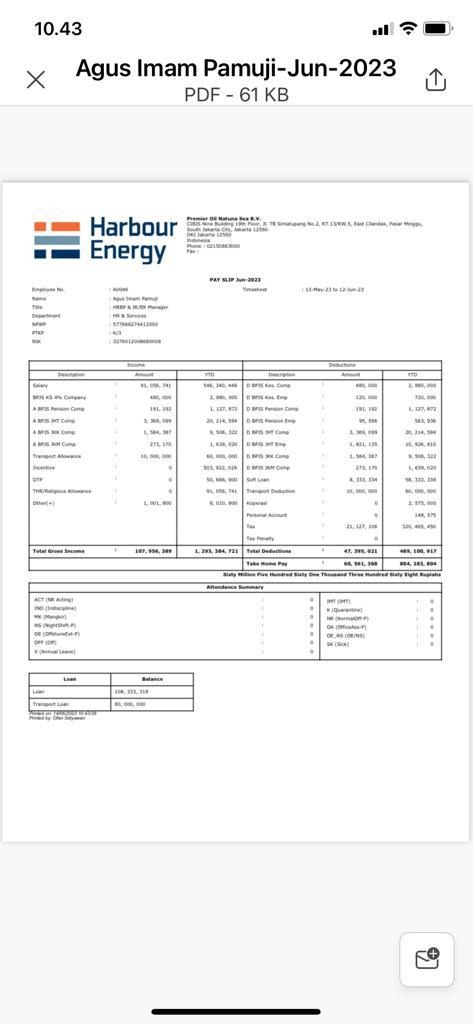 10.43
Agus Imam Pamuji-Jun-2023
PDF - 61 KB
Harbour Energy
Premier Oil Natuna Sea B.V.
CIBIS Nine Building 19th Floor, Jl. TB Simatupang No.2, RT.13/RW.5, East Cilandak, Pasar Minggu,
South Jakarta City, Jakarta 12560
DKI Jakarta 12560
Indonesia
Phone : 02150863000
Fax :
PAY SLIP Jun-2023
Employee No. : A0046 Timesheet : 13-May-23 to 12-Jun-23
Name : Agus Imam Pamuji
Title : HRBP & IR/ER Manager
Department : HR & Services
NPWP : 577666274412000
PTKP : K/3
NIK : 3276012008680008
Income Deductions
Description Amount YTD Description Amount YTD
Salary : 91, 056, 741 546, 340, 446 D BPJS Kes. Comp : 480, 000 2, 880, 000
BPJS KS 4% Company : 480, 000 2, 880, 000 D BPJS Kes. Emp : 120, 000 720, 000
A BPJS Pension Comp : 191, 192 1, 127, 872 D BPJS Pension Comp : 191, 192 1, 127, 872
A BPJS JHT Comp : 3, 369, 099 20, 214, 594 D BPJS Pension Emp : 95, 596 563, 936
A BPJS JKK Comp : 1, 584, 387 9, 506, 322 D BPJS JHT Comp : 3, 369, 099 20, 214, 594
A BPJS JKM Comp : 273, 170 1, 639, 020 D BPJS JHT Emp : 1, 821, 135 10, 926, 810
Transport Allowance : 10, 000, 000 60, 000, 000 D BPJS JKK Comp : 1, 584, 387 9, 506, 322
Incentive : 0 503, 922, 026 D BPJS JKM Comp : 273, 170 1, 639, 020
OTP : 0 50, 686, 900 Soft Loan : 8, 333, 334 58, 333, 338
THR/Religious Allowance : 0 91, 056, 741 Transport Deduction : 10, 000, 000 60, 000, 000
Other(+) : 1, 001, 800 6, 010, 800 Koperasi : 0 2, 575, 000
Personal Account : 0 148, 575
Tax : 21, 127, 108 320, 465, 450
Tax Penalty : 0
Total Gross Income : 107, 956, 389 1, 293, 384, 721 Total Deductions : 47, 395, 021 489, 100, 917
Take Home Pay 60, 561, 368 804, 283, 804
Sixty Million Five Hundred Sixty One Thousand Three Hundred Sixty Eight Rupiahs
Attendance Summary
ACT (NR Acting) : 0 IMT (IMT) : 0
IND (Indiscipline) : 0 K (Quarantine) : 0
MK (Mangkir) : 0 NR (NormalOff-P) : 0
NS (NightShift-P) : 0 OA (OfficeAss-P) : 0
OE (OffshoreExt-P) : 0 OE_NS (OE/NS) : 0
OFF (Off) : 0 SK (Sick) : 0
V (Annual Leave) : 0
Loan Balance
Loan 108, 333, 318
Transport Loan 80, 000, 000
Printed on: 14/06/2023 10:43:08
Printed by: Ofan Setyawan